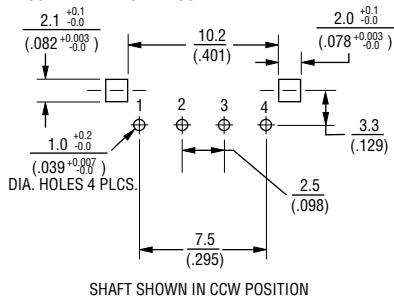 2.1 +0.1 -0.0
(.082 +0.003 -0.0)
10.2
(.401)
2.0 +0.1 -0.0
(.078 +0.003 -0.0)
1 2 3 4
1.0 +0.2 -0.0
(.039 +0.007 -0.0)
DIA. HOLES 4 PLCS.
3.3
(.129)
2.5
(.098)
7.5
(.295)
SHAFT SHOWN IN CCW POSITION